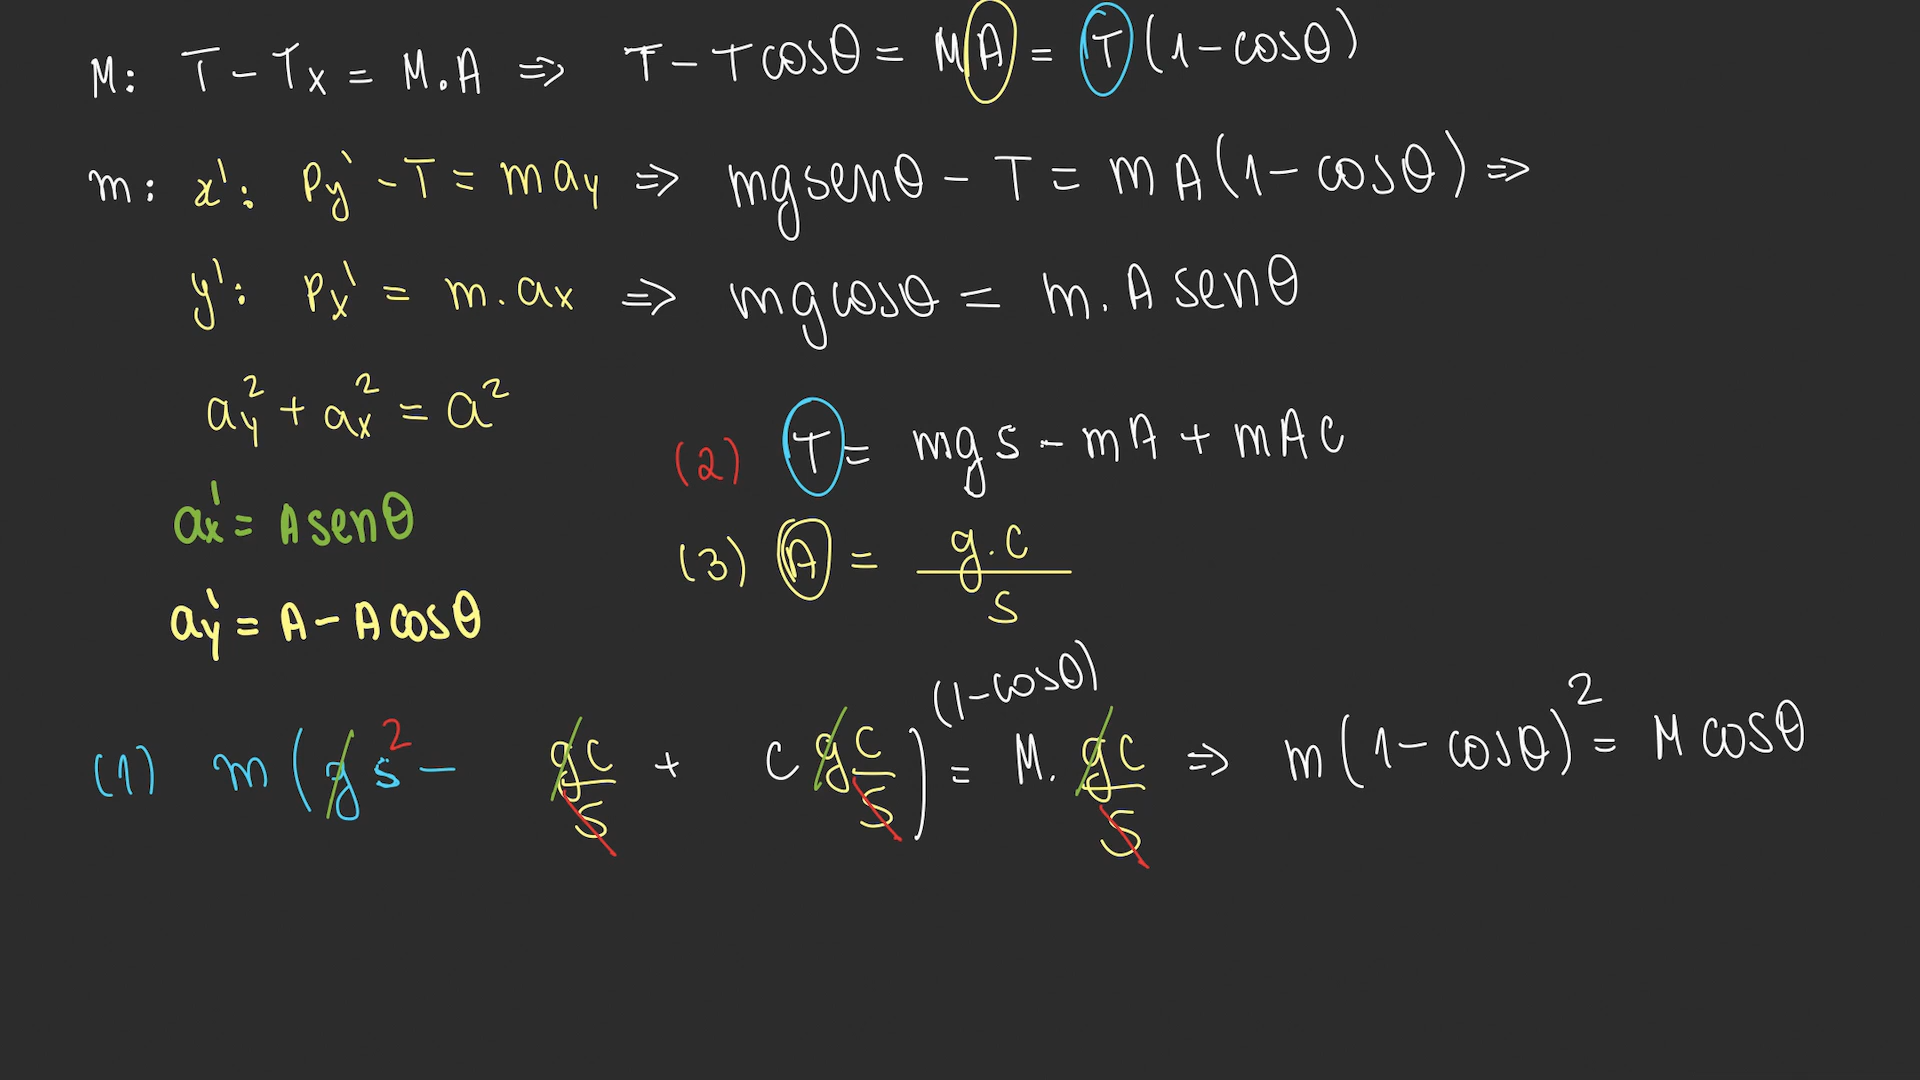 M: T - Tx = M.A ⇒ T - T cosθ = MA = T (1 - cosθ)
m: x': Py' - T = m ay ⇒ mg senθ - T = m A (1 - cosθ) ⇒
y': Px' = m. ax ⇒ mg cosθ = m. A senθ
ay² + ax² = a²
(2) T = mg s - mA + mAC
ax' = A senθ
(3) A = g.c / s
ay' = A - A cosθ
(1) m (g s² - gc/s + c gc/s) (1-cosθ) = M. gc/s ⇒ m (1 - cosθ)² = M cosθ